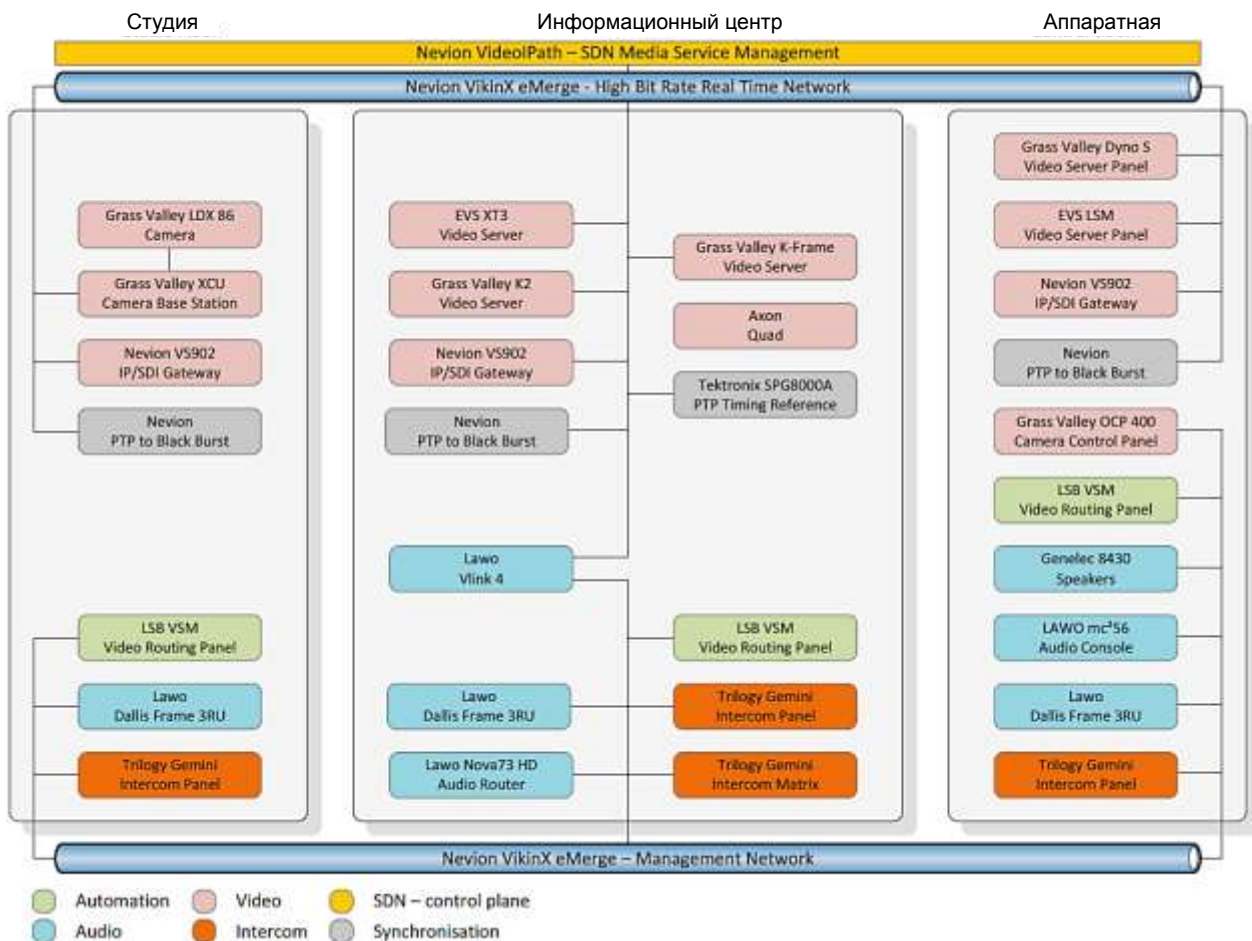 Студия
Информационный центр
Аппаратная
Nevion VideoIPath – SDN Media Service Management
Nevion VikinX eMerge - High Bit Rate Real Time Network
Grass Valley LDX 86
Camera
Grass Valley XCU
Camera Base Station
Nevion VS902
IP/SDI Gateway
Nevion
PTP to Black Burst
LSB VSM
Video Routing Panel
Lawo
Dallis Frame 3RU
Trilogy Gemini
Intercom Panel
EVS XT3
Video Server
Grass Valley K2
Video Server
Nevion VS902
IP/SDI Gateway
Nevion
PTP to Black Burst
Lawo
Vlink 4
Lawo
Dallis Frame 3RU
Lawo Nova73 HD
Audio Router
Grass Valley K-Frame
Video Server
Axon
Quad
Tektronix SPG8000A
PTP Timing Reference
LSB VSM
Video Routing Panel
Trilogy Gemini
Intercom Panel
Trilogy Gemini
Intercom Matrix
Grass Valley Dyno S
Video Server Panel
EVS LSM
Video Server Panel
Nevion VS902
IP/SDI Gateway
Nevion
PTP to Black Burst
Grass Valley OCP 400
Camera Control Panel
LSB VSM
Video Routing Panel
Genelec 8430
Speakers
LAWO mc²56
Audio Console
Lawo
Dallis Frame 3RU
Trilogy Gemini
Intercom Panel
Nevion VikinX eMerge – Management Network
Automation
Video
SDN – control plane
Audio
Intercom
Synchronisation